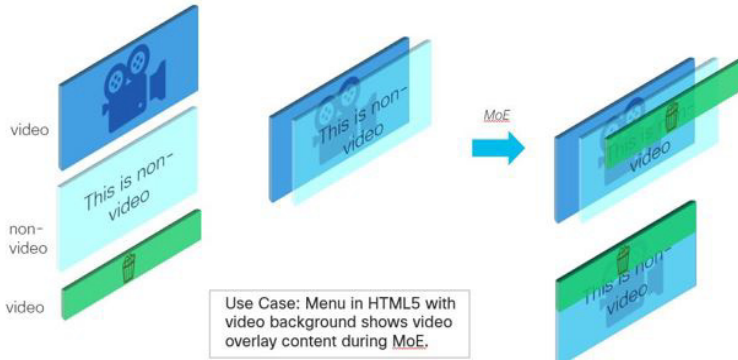 video
This is non-
video
non-
video
video
This is non-
video
MoE
This is non-
video
This is non-
video
Use Case: Menu in HTML5 with
video background shows video
overlay content during MoE.